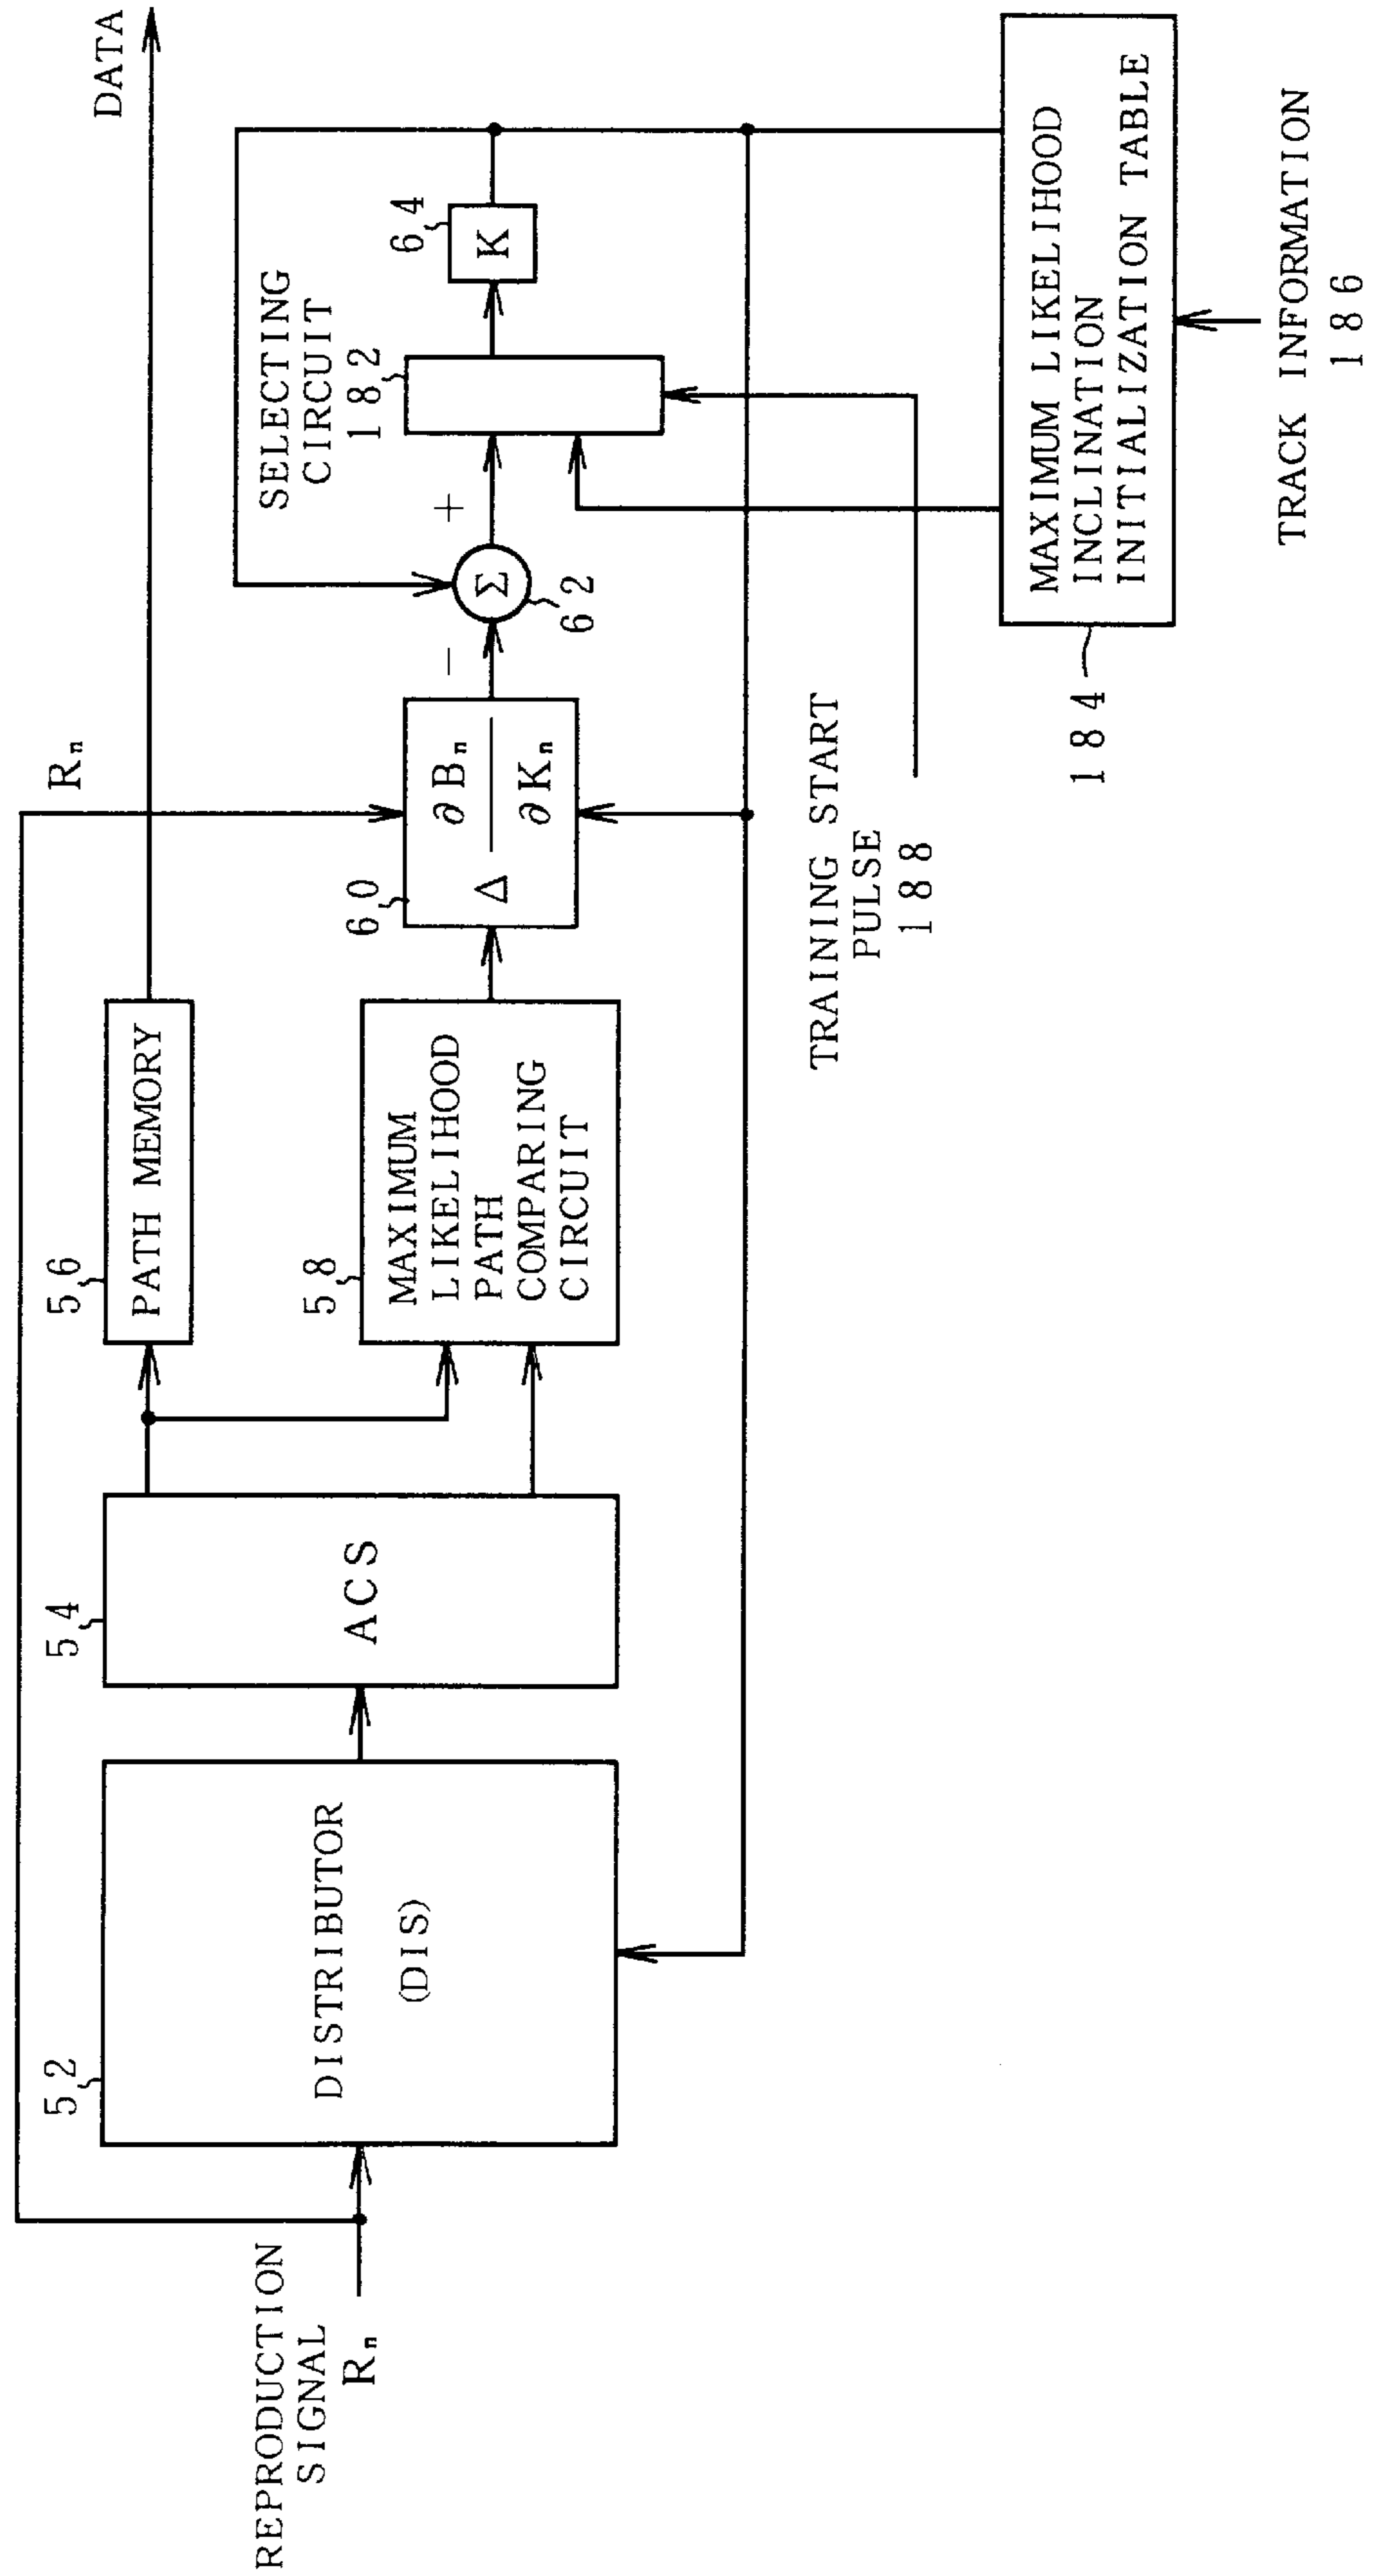 REPRODUCTION
SIGNAL
Rₙ
52
DISTRIBUTOR
(DIS)
54
ACS
56
PATH MEMORY
58
MAXIMUM
LIKELIHOOD
PATH
COMPARING
CIRCUIT
Rₙ
60
Δ ∂Bₙ
∂Kₙ
−
Σ
62
+
SELECTING
CIRCUIT
182
64
K
DATA
TRAINING START
PULSE
188
184
MAXIMUM LIKELIHOOD
INCLINATION
INITIALIZATION TABLE
TRACK INFORMATION
186